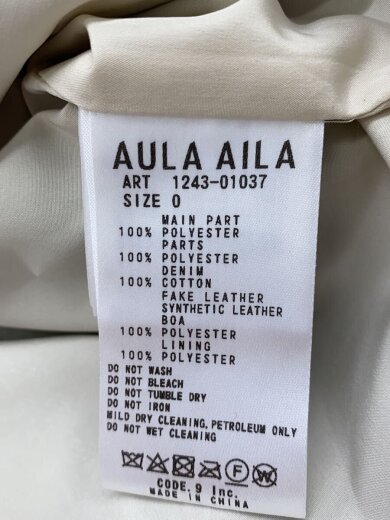 AULA AILA
ART 1243-01037
SIZE 0
MAIN PART
100% POLYESTER
PARTS
100% POLYESTER
DENIM
100% COTTON
FAKE LEATHER
SYNTHETIC LEATHER
BOA
100% POLYESTER
LINING
100% POLYESTER
DO NOT WASH
DO NOT BLEACH
DO NOT TUMBLE DRY
DO NOT IRON
MILD DRY CLEANING, PETROLEUM ONLY
DO NOT WET CLEANING
F W
CODE.9 Inc.
MADE IN CHINA